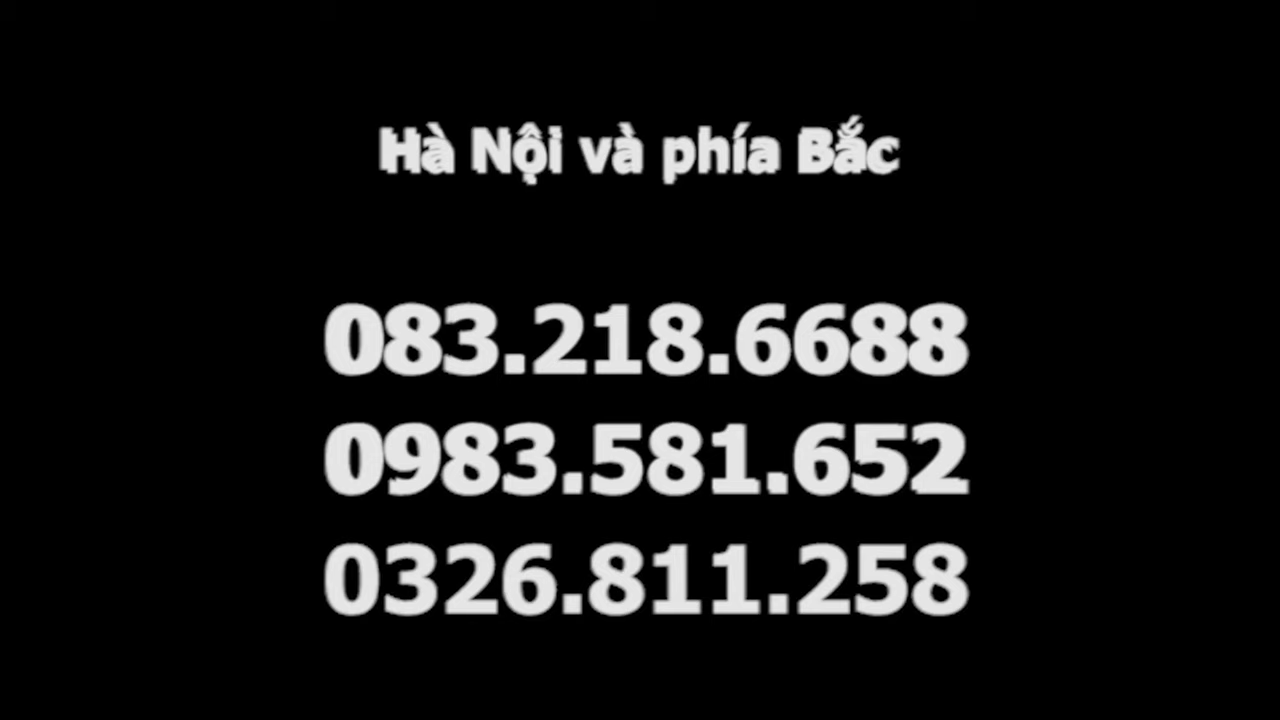 Hà Nội và phía Bắc
083.218.6688
0983.581.652
0326.811.258